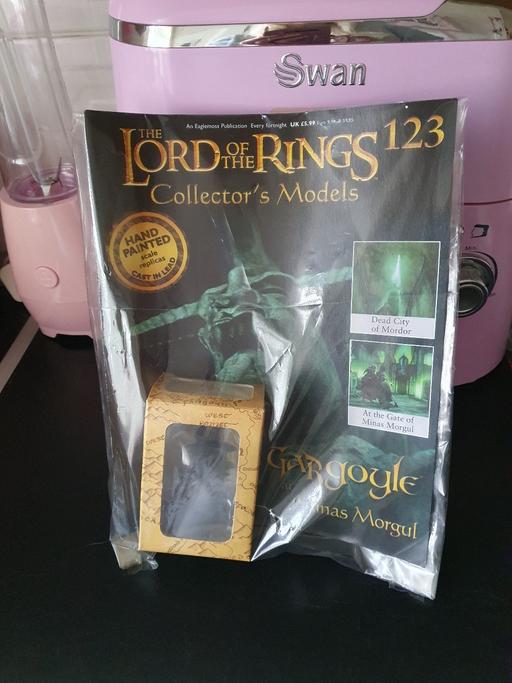 Swan
An Eaglemoss Publication Every fortnight UK £5.99
THE LORD OF THE RINGS 123
Collector's Models
HAND
PAINTED
scale
replicas
CAST IN LEAD
Dead City
of Mordor
At the Gate of
Minas Morgul
WEST
GARGOYLE
Minas Morgul